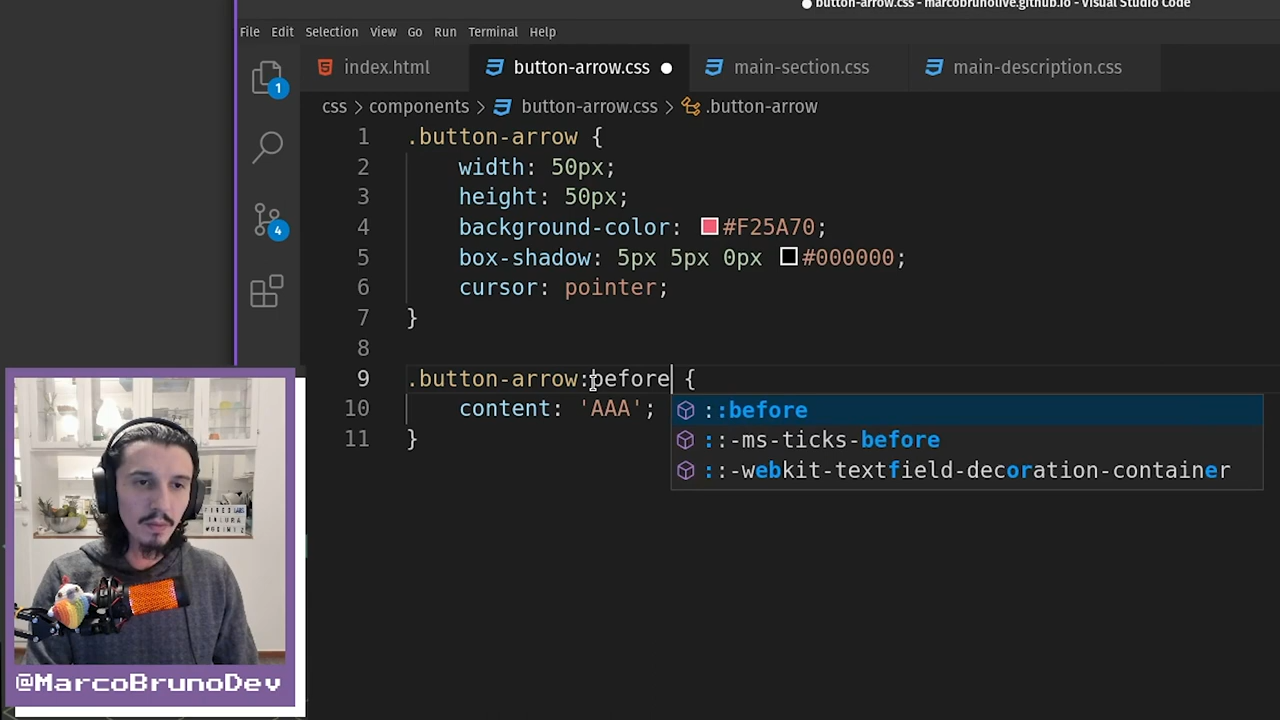 button-arrow.css - marcobrunolive.github.io - Visual Studio Code
File Edit Selection View Go Run Terminal Help
index.html button-arrow.css main-section.css main-description.css
css > components > button-arrow.css > .button-arrow
1 .button-arrow {
2 width: 50px;
3 height: 50px;
4 background-color: #F25A70;
5 box-shadow: 5px 5px 0px #000000;
6 cursor: pointer;
7 }
8
9 .button-arrow:before {
10 content: 'AAA';
11 }
::before
::-ms-ticks-before
::-webkit-textfield-decoration-container
1
4
@MarcoBrunoDev